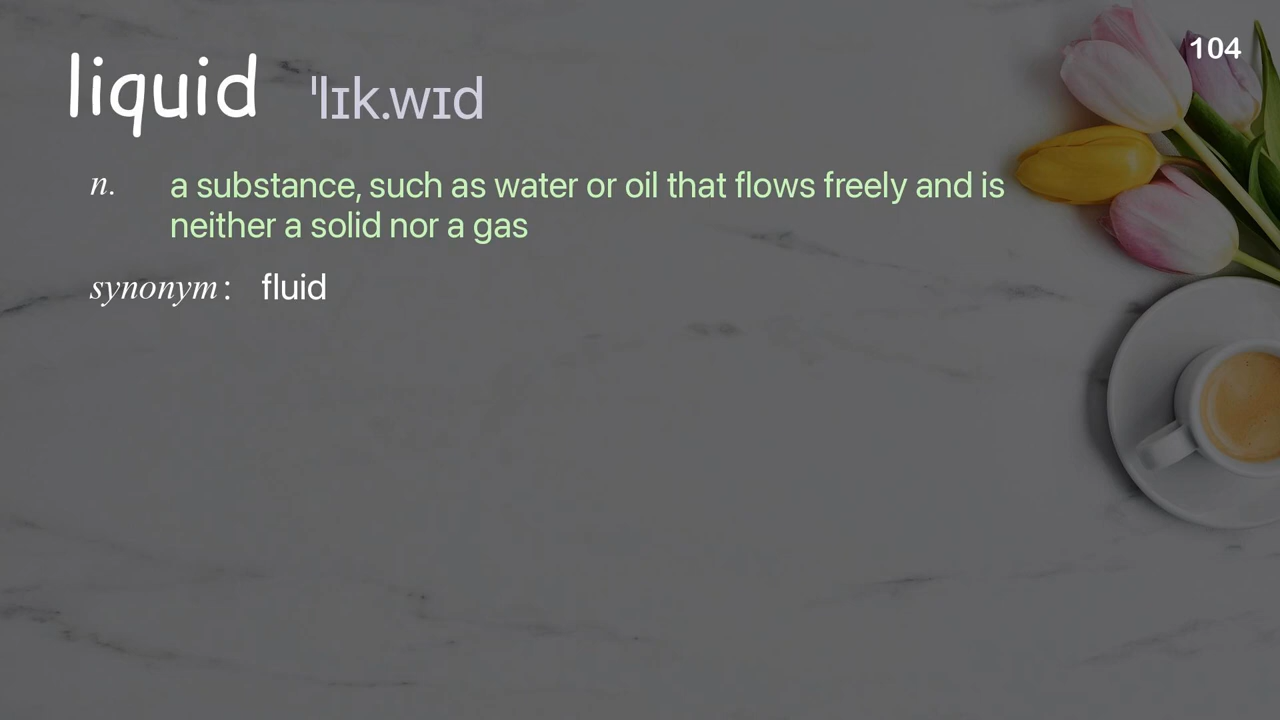 104
liquid ˈlɪk.wɪd
n. a substance, such as water or oil that flows freely and is
neither a solid nor a gas
synonym: fluid